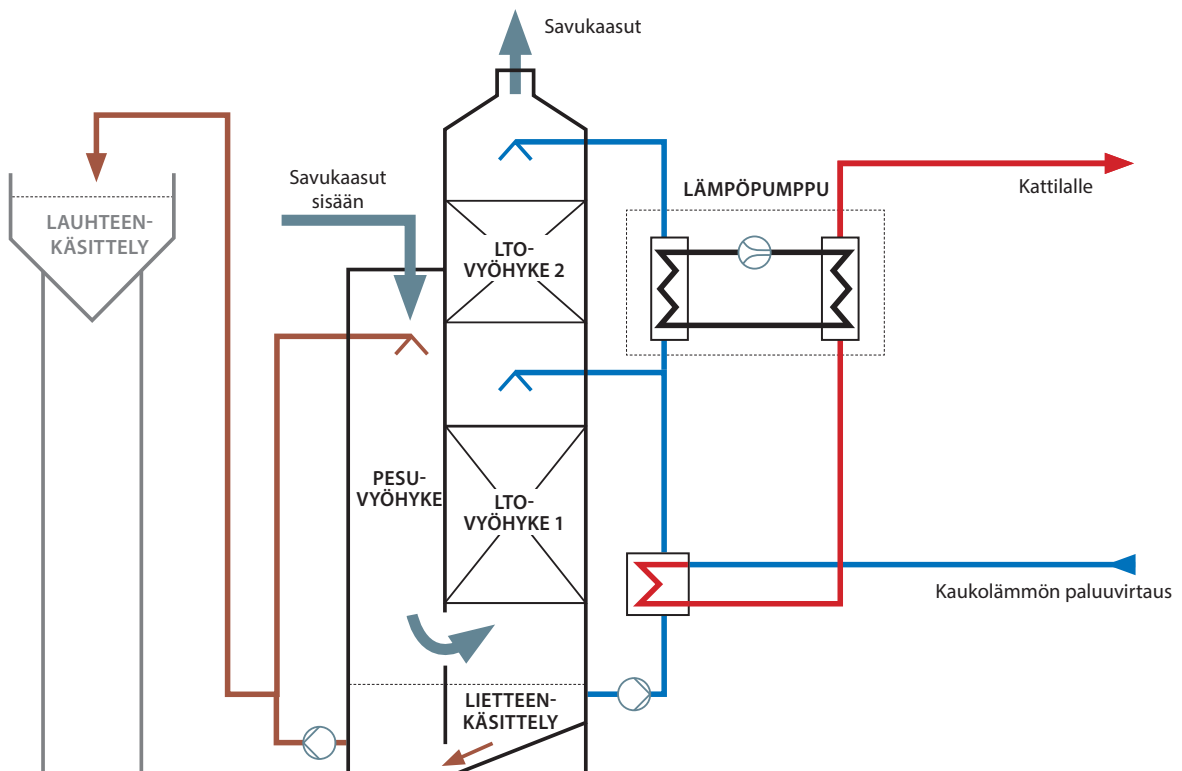 Savukaasut
Savukaasut
sisään
LÄMPÖPUMPPU
Kattilalle
LAUHTEEN-
KÄSITTELY
LTO-
VYÖHYKE 2
PESU-
VYÖHYKE
LTO-
VYÖHYKE 1
Kaukolämmön paluuvirtaus
LIETTEEN-
KÄSITTELY